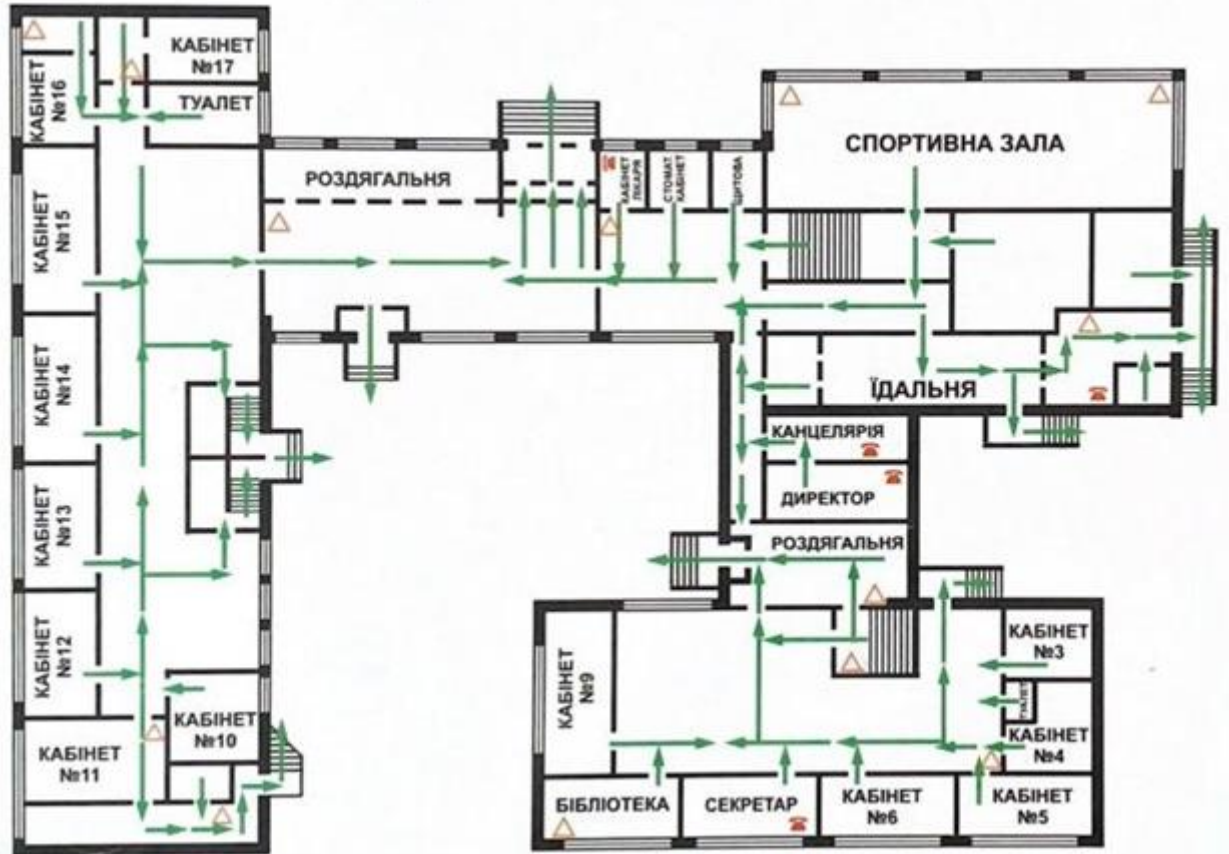 КАБІНЕТ
№17
КАБІНЕТ
№16
ТУАЛЕТ
СПОРТИВНА ЗАЛА
РОЗДЯГАЛЬНЯ
КАБІНЕТ
ЛІКАРЯ
СТОМАТ
КАБІНЕТ
ЩИТОВА
КАБІНЕТ
№15
КАБІНЕТ
№14
ЇДАЛЬНЯ
КАНЦЕЛЯРІЯ
ДИРЕКТОР
КАБІНЕТ
№13
РОЗДЯГАЛЬНЯ
КАБІНЕТ
№12
КАБІНЕТ
№3
КАБІНЕТ
№9
ТУАЛЕТ
КАБІНЕТ
№10
КАБІНЕТ
№4
КАБІНЕТ
№11
БІБЛІОТЕКА
СЕКРЕТАР
КАБІНЕТ
№6
КАБІНЕТ
№5